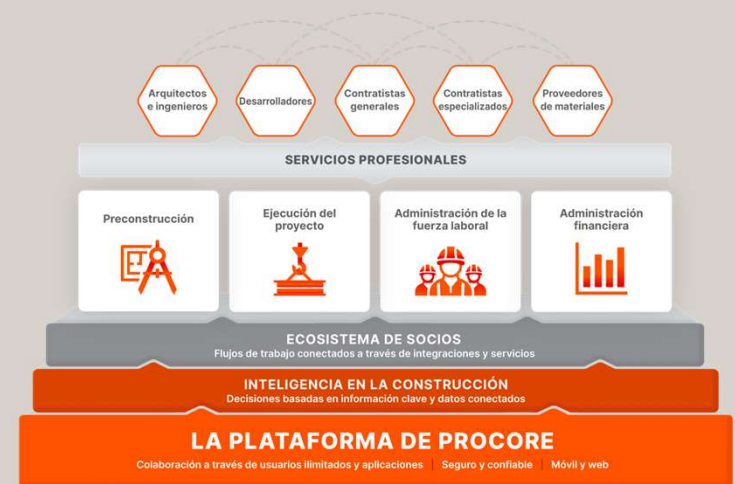 Arquitectos
e ingenieros
Desarrolladores
Contratistas
generales
Contratistas
especializados
Proveedores
de materiales
SERVICIOS PROFESIONALES
Preconstrucción
Ejecución del
proyecto
Administración de la
fuerza laboral
Administración
financiera
ECOSISTEMA DE SOCIOS
Flujos de trabajo conectados a través de integraciones y servicios
INTELIGENCIA EN LA CONSTRUCCIÓN
Decisiones basadas en información clave y datos conectados
LA PLATAFORMA DE PROCORE
Colaboración a través de usuarios ilimitados y aplicaciones | Seguro y confiable | Móvil y web